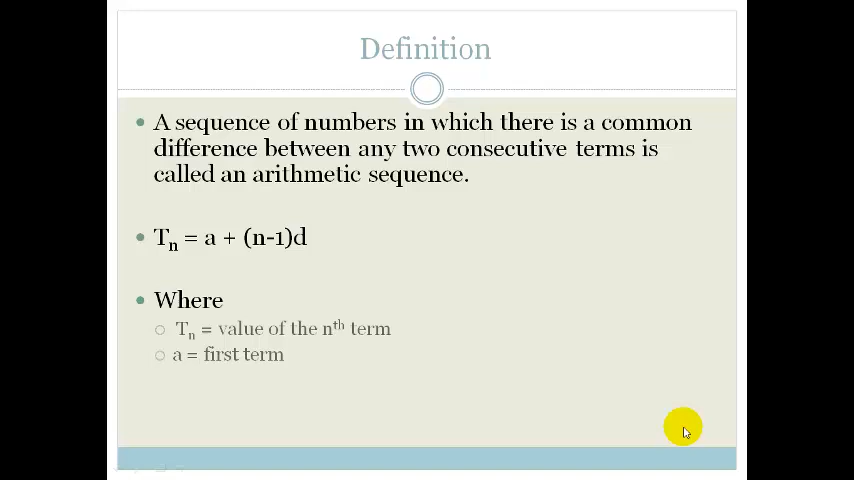 Definition
• A sequence of numbers in which there is a common
difference between any two consecutive terms is
called an arithmetic sequence.
• Tₙ = a + (n-1)d
• Where
○ Tₙ = value of the nᵗʰ term
○ a = first term